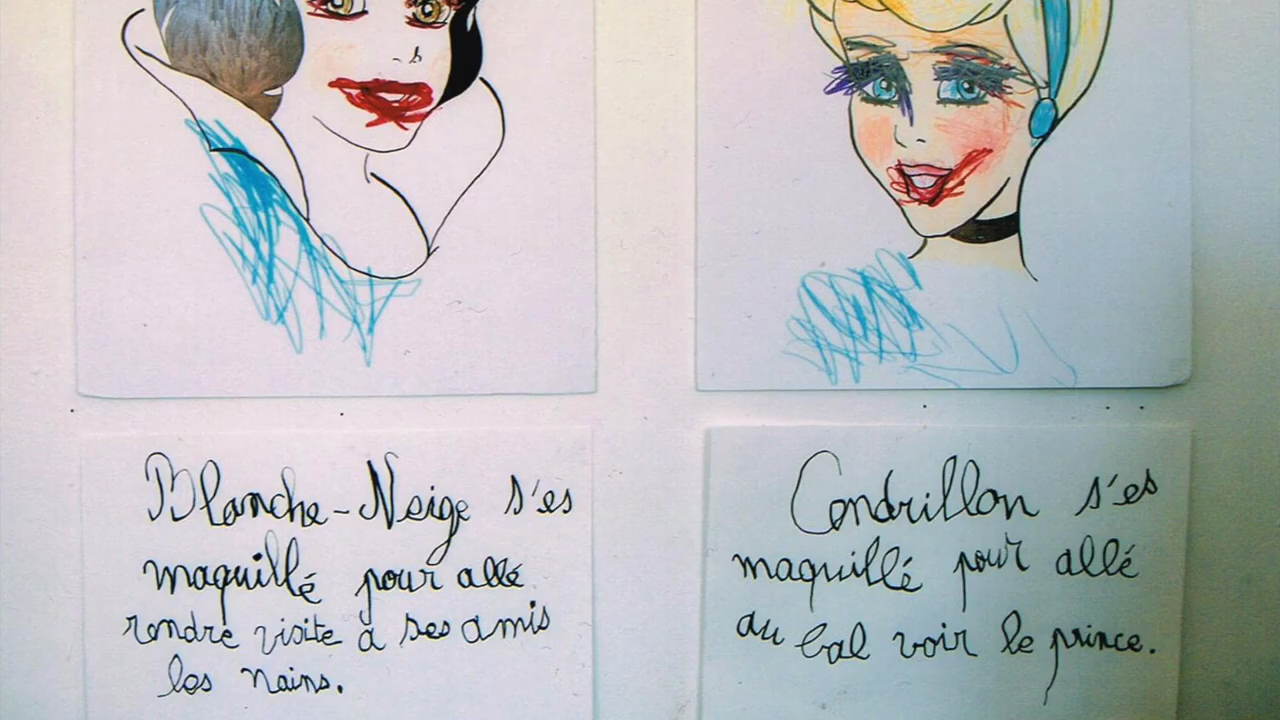 Blanche-Neige s'es
maquillé pour allé
rendre visite a ses amis
les nains.
Cendrillon s'es
maquillé pour allé
au bal voir le prince.